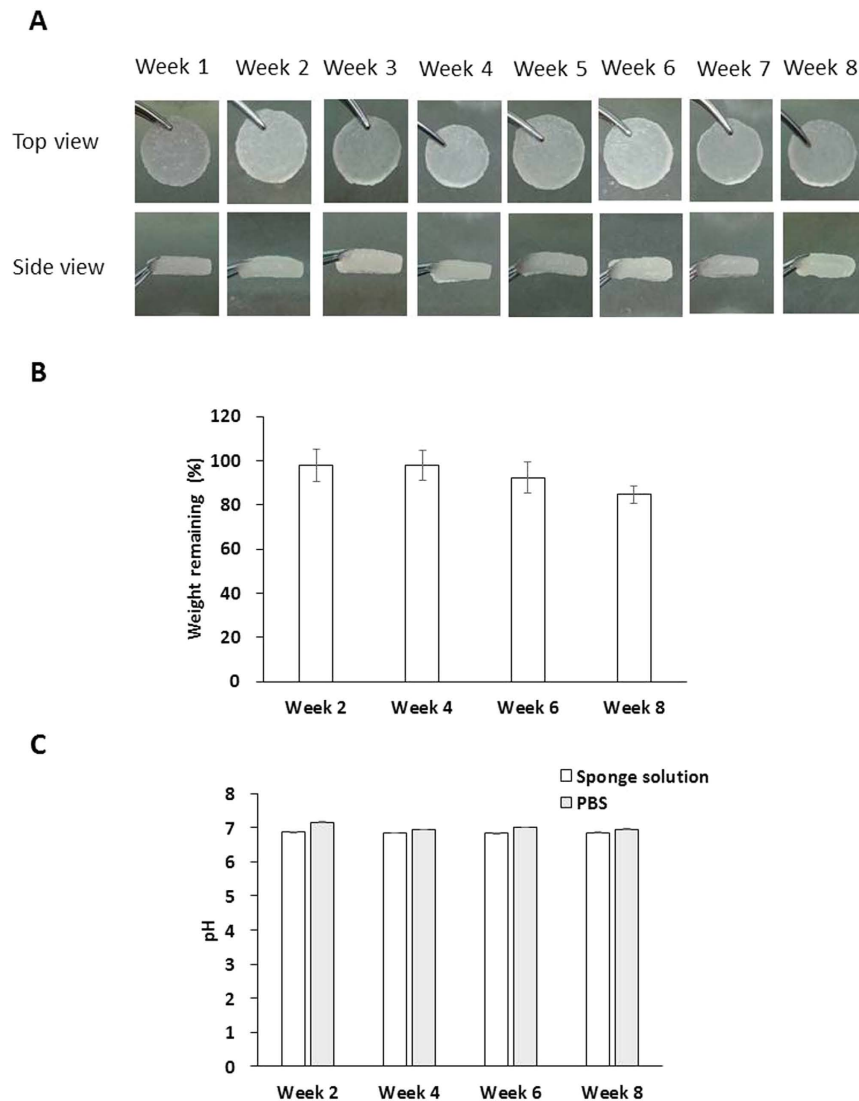 A
Week 1 Week 2 Week 3 Week 4 Week 5 Week 6 Week 7 Week 8
Top view
Side view
B
120
100
80
60
40
20
0
Weight remaining (%)
Week 2 Week 4 Week 6 Week 8
C
Sponge solution
PBS
8
7
6
5
4
3
2
1
0
pH
Week 2 Week 4 Week 6 Week 8